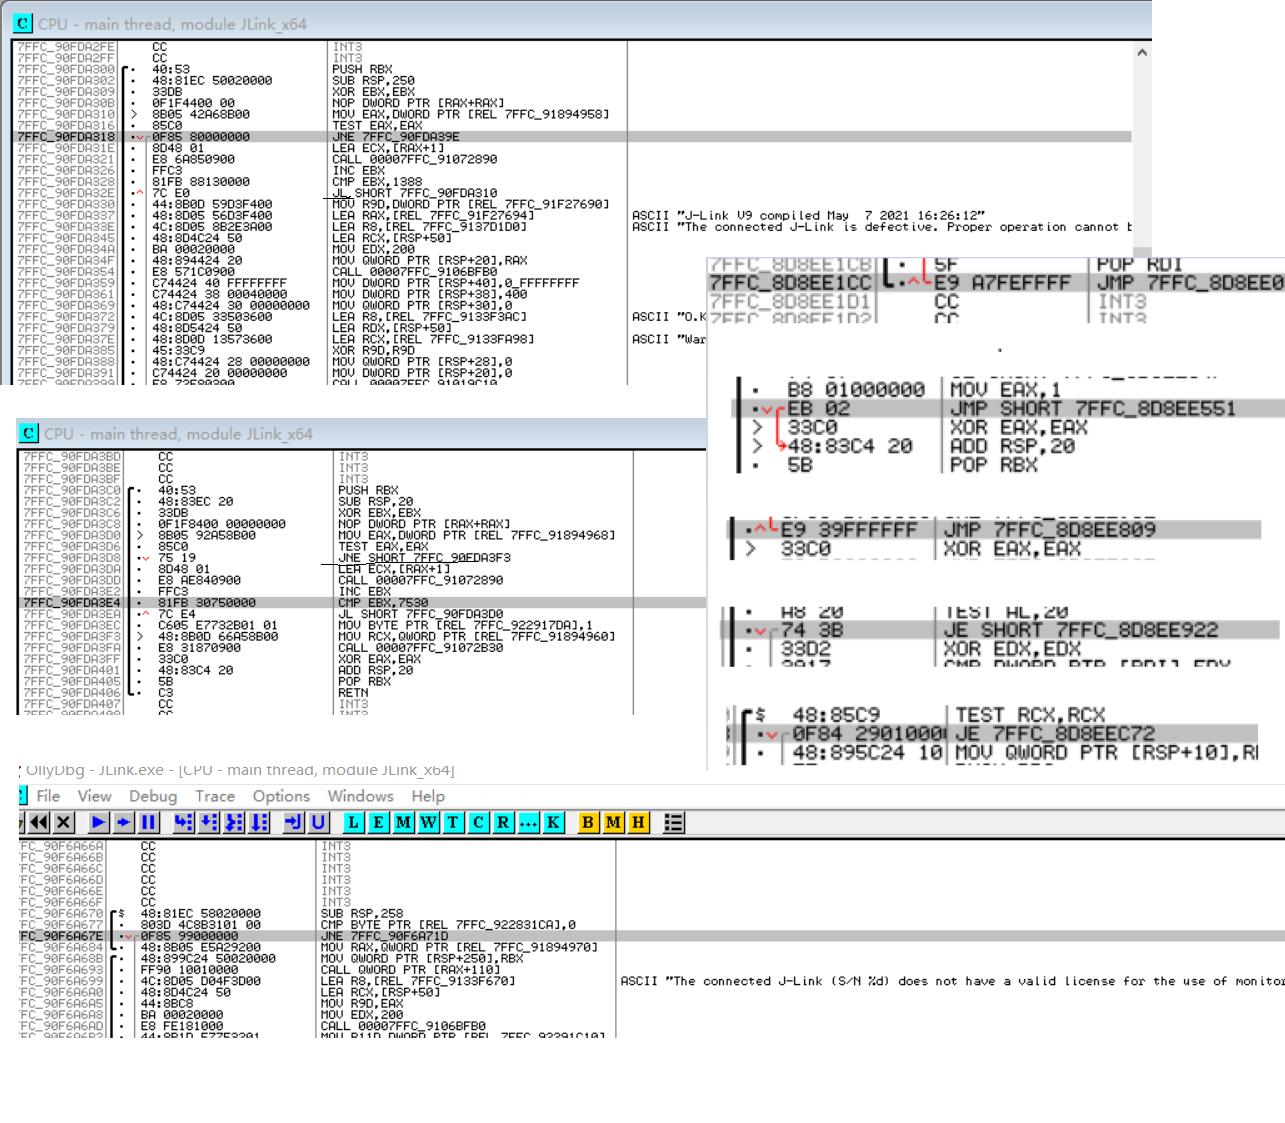 CPU - main thread, module JLink_x64
7FFC_90FDA2FE CC INT3
7FFC_90FDA2FF CC INT3
7FFC_90FDA300 40:53 PUSH RBX
7FFC_90FDA302 48:81EC 50020000 SUB RSP,250
7FFC_90FDA309 33DB XOR EBX,EBX
7FFC_90FDA30B 0F1F4400 00 NOP DWORD PTR [RAX+RAX]
7FFC_90FDA310 > 8B05 42A68B00 MOV EAX,DWORD PTR [REL 7FFC_91894958]
7FFC_90FDA316 85C0 TEST EAX,EAX
7FFC_90FDA318 0F85 80000000 JNE 7FFC_90FDA39E
7FFC_90FDA31E 8D48 01 LEA ECX,[RAX+1]
7FFC_90FDA321 E8 6A850900 CALL 00007FFC_91072890
7FFC_90FDA326 FFC3 INC EBX
7FFC_90FDA328 81FB 88130000 CMP EBX,1388
7FFC_90FDA32E 7C E0 JL SHORT 7FFC_90FDA310
7FFC_90FDA330 44:8B0D 59D3F400 MOV R9D,DWORD PTR [REL 7FFC_91F27690]
7FFC_90FDA337 48:8D05 56D3F400 LEA RAX,[REL 7FFC_91F27694] ASCII "J-Link V9 compiled May  7 2021 16:26:12"
7FFC_90FDA33E 4C:8D05 8B2E3A00 LEA R8,[REL 7FFC_9137D1D0] ASCII "The connected J-Link is defective. Proper operation cannot b
7FFC_90FDA345 48:8D4C24 50 LEA RCX,[RSP+50]
7FFC_90FDA34A BA 00020000 MOV EDX,200
7FFC_90FDA34F 48:894424 20 MOV QWORD PTR [RSP+20],RAX
7FFC_90FDA354 E8 571C0900 CALL 00007FFC_9106BFB0
7FFC_90FDA359 C74424 40 FFFFFFFF MOV DWORD PTR [RSP+40],0_FFFFFFFF
7FFC_90FDA361 C74424 38 00040000 MOV DWORD PTR [RSP+38],400
7FFC_90FDA369 48:C74424 30 00000000 MOV QWORD PTR [RSP+30],0
7FFC_90FDA372 4C:8D05 33503600 LEA R8,[REL 7FFC_9133F3AC] ASCII "O.K
7FFC_90FDA377 48:8D5424 50 LEA RDX,[RSP+50]
7FFC_90FDA37E 48:8D0D 13573600 LEA RCX,[REL 7FFC_9133FA98] ASCII "War
7FFC_90FDA385 45:33C9 XOR R9D,R9D
7FFC_90FDA388 48:C74424 28 00000000 MOV QWORD PTR [RSP+28],0
7FFC_90FDA391 C74424 20 00000000 MOV DWORD PTR [RSP+20],0
7FFC_8D8EE1CB 5F POP RDI
7FFC_8D8EE1CC E9 A7FEFFFF JMP 7FFC_8D8EE0
7FFC_8D8EE1D1 CC INT3
7FFC_8D8EE1D2 CC INT3
B8 01000000 MOV EAX,1
EB 02 JMP SHORT 7FFC_8D8EE551
> 33C0 XOR EAX,EAX
> 48:83C4 20 ADD RSP,20
5B POP RBX
E9 39FFFFFF JMP 7FFC_8D8EE809
> 33C0 XOR EAX,EAX
A8 20 TEST AL,20
74 3B JE SHORT 7FFC_8D8EE922
33D2 XOR EDX,EDX
3917 CMP DWORD PTR [RDI],EDX
$ 48:85C9 TEST RCX,RCX
0F84 2901000 JE 7FFC_8D8EEC72
48:895C24 10 MOV QWORD PTR [RSP+10],R
CPU - main thread, module JLink_x64
7FFC_90FDA3BD CC INT3
7FFC_90FDA3BE CC INT3
7FFC_90FDA3BF CC INT3
7FFC_90FDA3C0 40:53 PUSH RBX
7FFC_90FDA3C2 48:83EC 20 SUB RSP,20
7FFC_90FDA3C6 33DB XOR EBX,EBX
7FFC_90FDA3C8 0F1F8400 00000000 NOP DWORD PTR [RAX+RAX]
7FFC_90FDA3D0 > 8B05 92A58B00 MOV EAX,DWORD PTR [REL 7FFC_91894968]
7FFC_90FDA3D6 85C0 TEST EAX,EAX
7FFC_90FDA3D8 75 19 JNE SHORT 7FFC_90FDA3F3
7FFC_90FDA3DA 8D48 01 LEA ECX,[RAX+1]
7FFC_90FDA3DD E8 AE840900 CALL 00007FFC_91072890
7FFC_90FDA3E2 FFC3 INC EBX
7FFC_90FDA3E4 81FB 30750000 CMP EBX,7530
7FFC_90FDA3EA 7C E4 JL SHORT 7FFC_90FDA3D0
7FFC_90FDA3EC C605 E7732B01 01 MOV BYTE PTR [REL 7FFC_922917DA],1
7FFC_90FDA3F3 > 48:8B0D 66A58B00 MOV RCX,QWORD PTR [REL 7FFC_91894960]
7FFC_90FDA3FA E8 31870900 CALL 00007FFC_91072B30
7FFC_90FDA3FF 33C0 XOR EAX,EAX
7FFC_90FDA401 48:83C4 20 ADD RSP,20
7FFC_90FDA405 5B POP RBX
7FFC_90FDA406 C3 RETN
7FFC_90FDA407 CC INT3
7FFC_90FDA408 CC INT3
OllyDbg - JLink.exe - [CPU - main thread, module JLink_x64]
File View Debug Trace Options Windows Help
L E M W T C R ... K B M H
FC_90F6A66A CC INT3
FC_90F6A66B CC INT3
FC_90F6A66C CC INT3
FC_90F6A66D CC INT3
FC_90F6A66E CC INT3
FC_90F6A66F CC INT3
FC_90F6A670 $ 48:81EC 58020000 SUB RSP,258
FC_90F6A677 803D 4C8B3101 00 CMP BYTE PTR [REL 7FFC_922831CA],0
FC_90F6A67E 0F85 99000000 JNE 7FFC_90F6A71D
FC_90F6A684 48:8B05 E5A29200 MOV RAX,QWORD PTR [REL 7FFC_91894970]
FC_90F6A68B 48:899C24 50020000 MOV QWORD PTR [RSP+250],RBX
FC_90F6A693 FF90 10010000 CALL QWORD PTR [RAX+110]
FC_90F6A699 4C:8D05 D04F3D00 LEA R8,[REL 7FFC_9133F670] ASCII "The connected J-Link (S/N %d) does not have a valid license for the use of monitor
FC_90F6A6A0 48:8D4C24 50 LEA RCX,[RSP+50]
FC_90F6A6A5 44:8BC8 MOV R9D,EAX
FC_90F6A6A8 BA 00020000 MOV EDX,200
FC_90F6A6AD E8 FE181000 CALL 00007FFC_9106BFB0